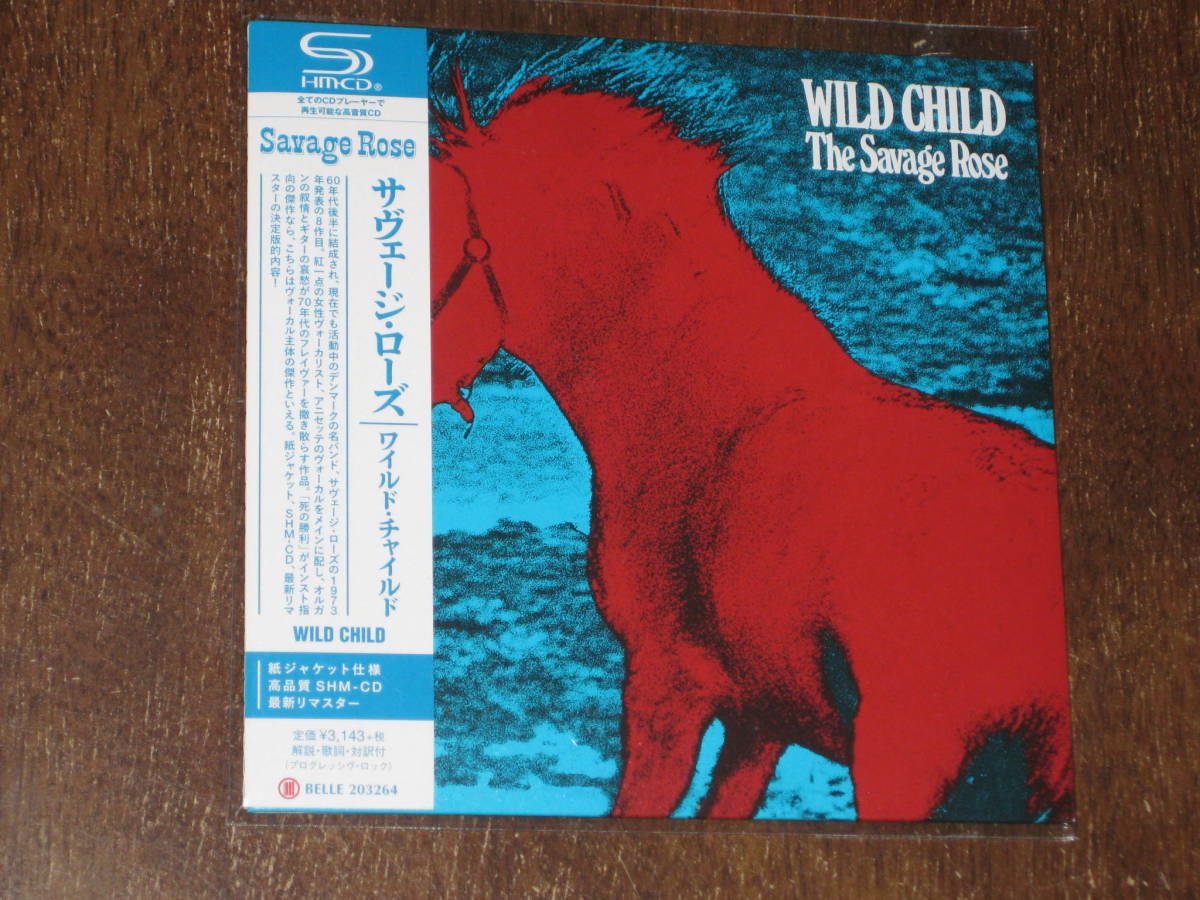 SHM-CD®
全てのCDプレーヤーで
再生可能な高音質CD
Savage Rose
サヴェージ・ローズ
ワイルド・チャイルド
60年代後半に結成され、現在でも活動中のデンマークの名バンド、サヴェージ・ローズの1973
年発表の8作目。紅一点の女性ヴォーカリスト、アニセッテのヴォーカルをメインに配し、オルガ
ンの叙情とギターの哀愁が70年代のフレイヴァーを撒き散らす作品。「死の勝利」がインスト指
向の傑作なら、こちらはヴォーカル主体の傑作といえる。紙ジャケット、SHM-CD、最新リマ
スターの決定版的内容！
WILD CHILD
紙ジャケット仕様
高品質 SHM-CD
最新リマスター
定価 ¥3,143+税
解説・歌詞・対訳付
(プログレッシヴ・ロック)
BELLE 203264
WILD CHILD
The Savage Rose